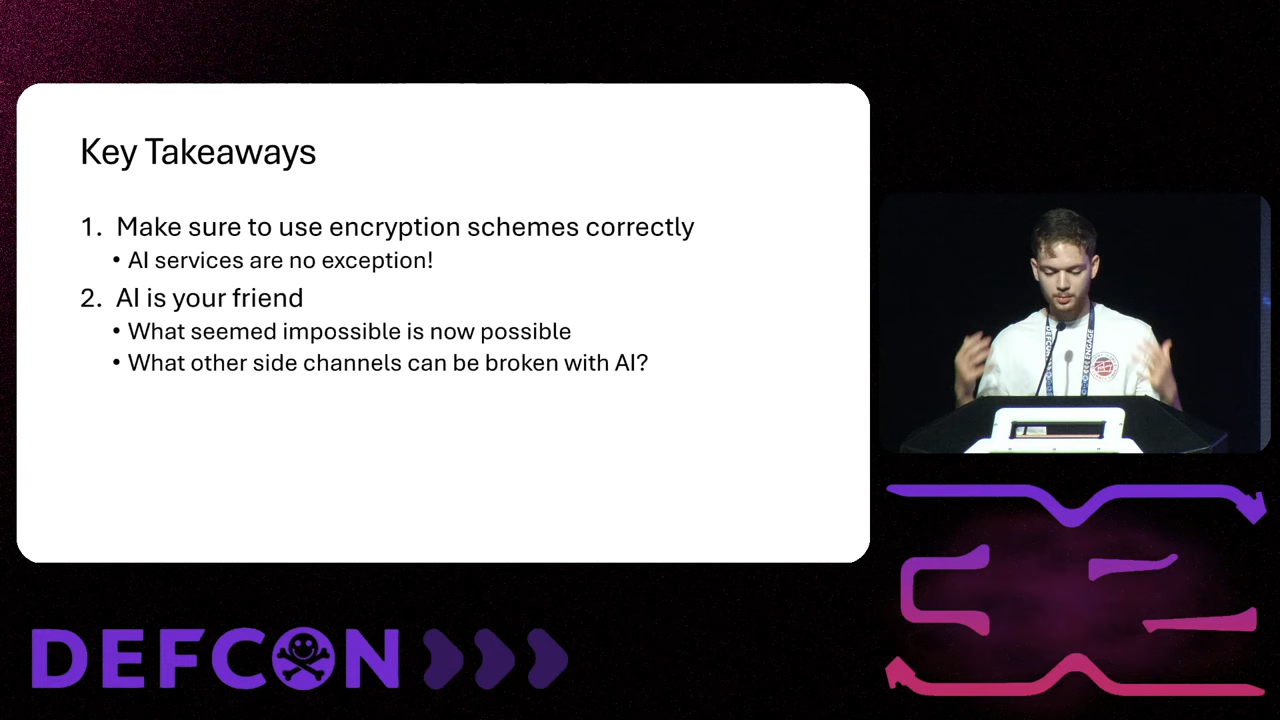 Key Takeaways
1. Make sure to use encryption schemes correctly
• AI services are no exception!
2. AI is your friend
• What seemed impossible is now possible
• What other side channels can be broken with AI?
ENGAGE
DEFCON